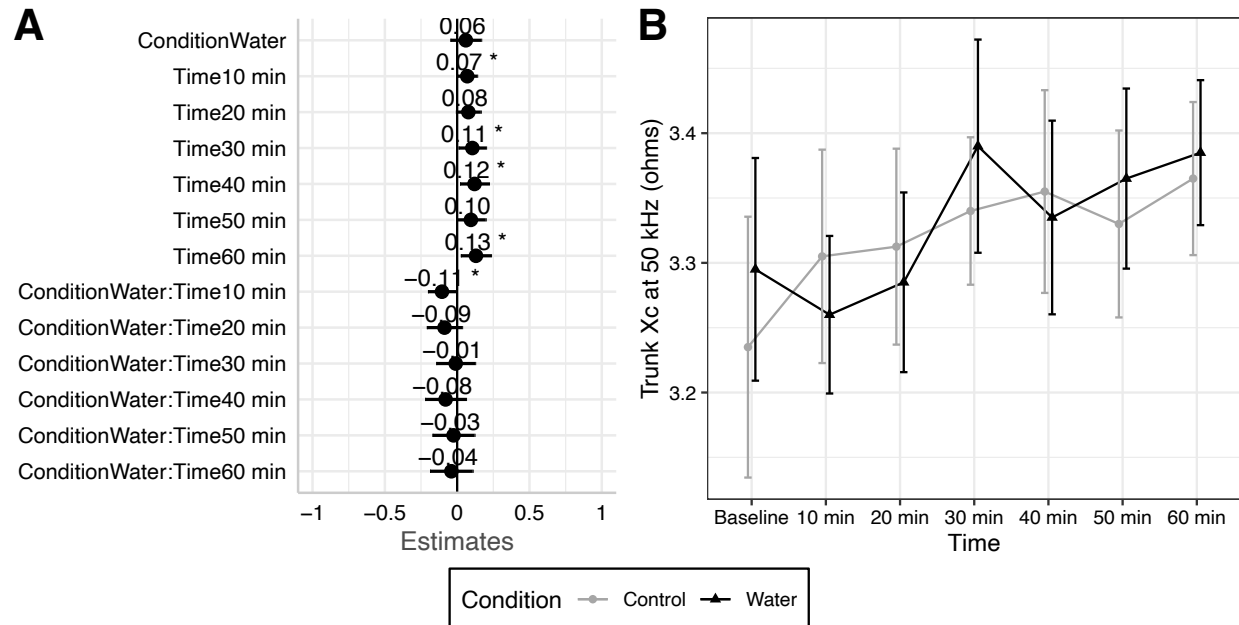 A
ConditionWater
Time10 min
Time20 min
Time30 min
Time40 min
Time50 min
Time60 min
ConditionWater:Time10 min
ConditionWater:Time20 min
ConditionWater:Time30 min
ConditionWater:Time40 min
ConditionWater:Time50 min
ConditionWater:Time60 min
0.06
0.07 *
0.08
0.11 *
0.12 *
0.10
0.13 *
−0.11 *
−0.09
−0.01
−0.08
−0.03
−0.04
−1 −0.5 0 0.5 1
Estimates
B
Trunk Xc at 50 kHz (ohms)
3.4
3.3
3.2
Baseline 10 min 20 min 30 min 40 min 50 min 60 min
Time
Condition Control Water